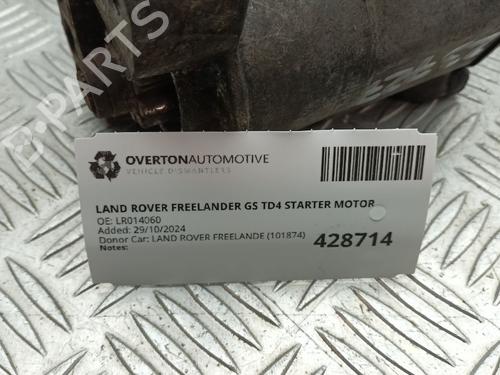 OVERTONAUTOMOTIVE
VEHICLE DISMANTLERS
LAND ROVER FREELANDER GS TD4 STARTER MOTOR
OE: LR014060
Added: 29/10/2024
Donor Car: LAND ROVER FREELANDE (101874)
Notes:
428714